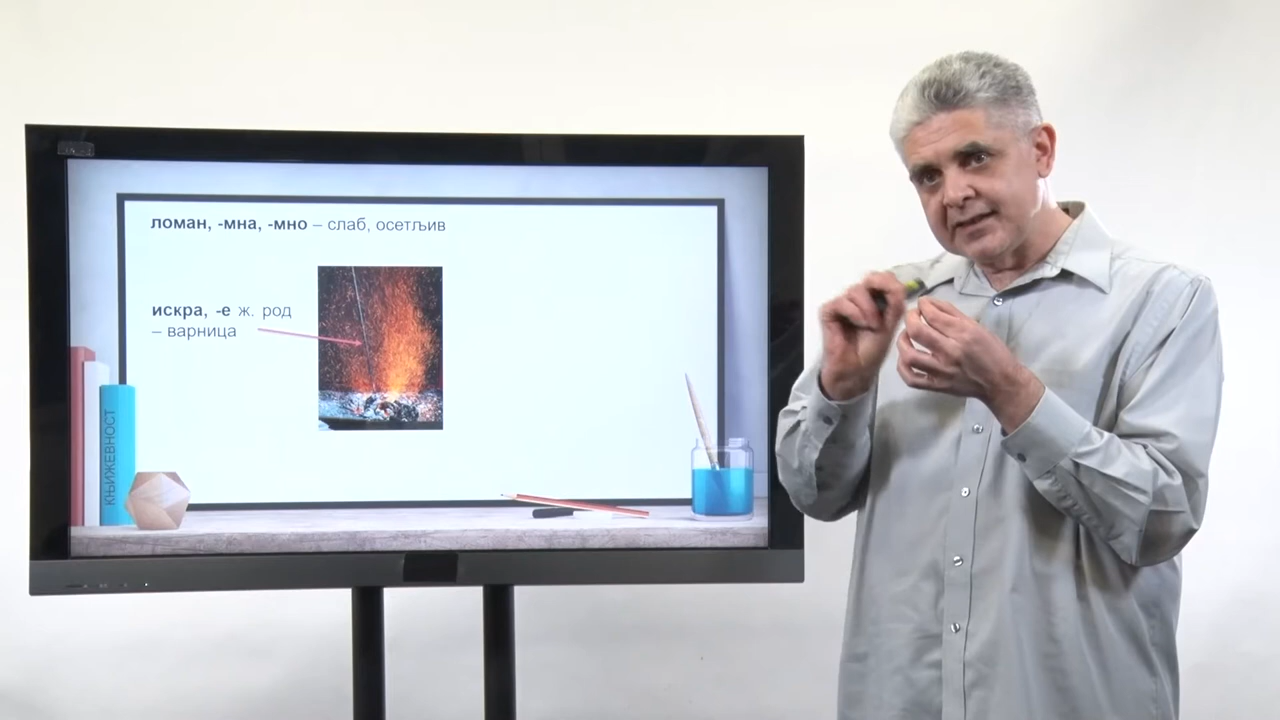 ломан, -мна, -мно – слаб, осетљив
искра, -е ж. род
– варница
КЊИЖЕВНОСТ